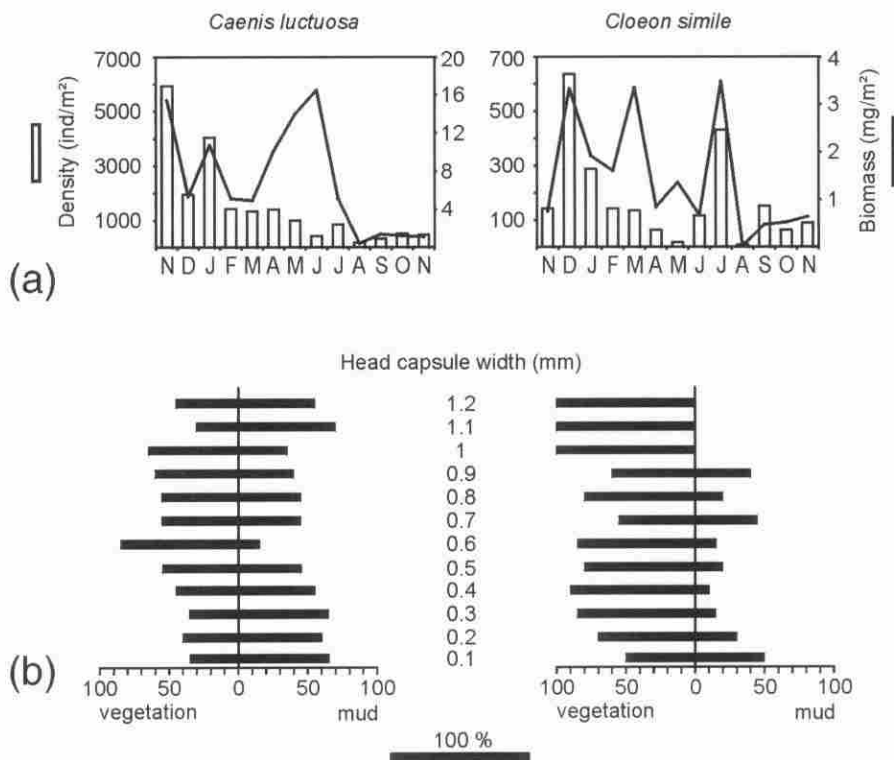 Caenis luctuosa
Cloeon simile
Density (ind/m²)
7000
5000
3000
1000
20
16
12
8
4
N D J F M A M J J A S O N
700
500
300
100
4
3
2
1
N D J F M A M J J A S O N
Biomass (mg/m²)
(a)
Head capsule width (mm)
1.2
1.1
1
0.9
0.8
0.7
0.6
0.5
0.4
0.3
0.2
0.1
(b)
100 50 0 50 100
vegetation mud
100 50 0 50 100
vegetation mud
100 %